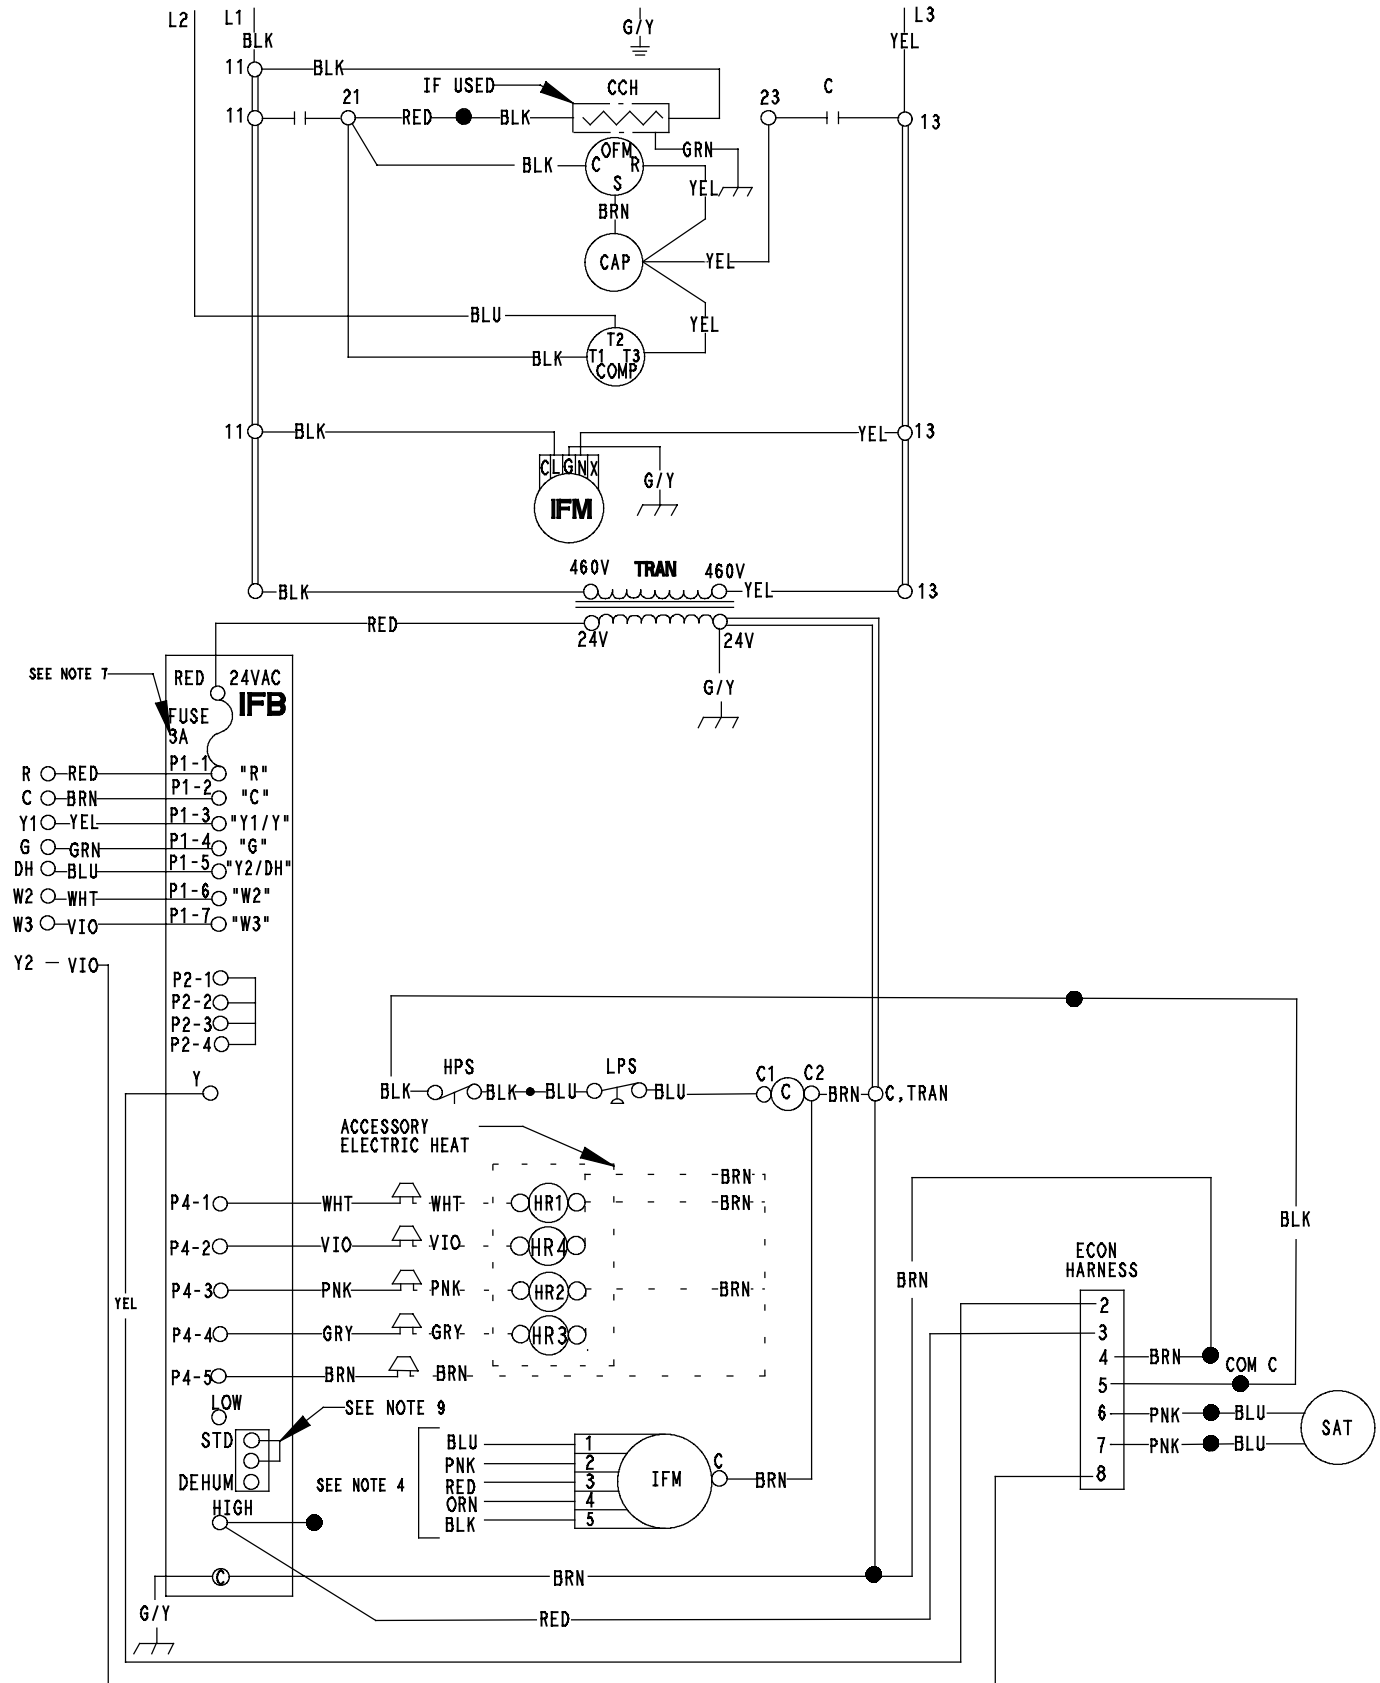 L2
L1
BLK
G/Y
L3
YEL
11
BLK
IF USED
CCH
C
11
21
RED
BLK
23
13
GRN
BLK
OFM
C
R
S
YEL
BRN
CAP
YEL
BLU
YEL
T2
T1
T3
COMP
BLK
11
BLK
YEL
13
C L G N X
G/Y
IFM
460V
TRAN
460V
BLK
YEL
13
RED
24V
24V
SEE NOTE 7
RED
24VAC
IFB
G/Y
FUSE
3A
R
RED
P1-1
"R"
C
BRN
P1-2
"C"
Y1
YEL
P1-3
"Y1/Y"
G
GRN
P1-4
"G"
DH
BLU
P1-5
"Y2/DH"
W2
WHT
P1-6
"W2"
W3
VIO
P1-7
"W3"
Y2
VIO
P2-1
P2-2
P2-3
P2-4
Y
HPS
LPS
C1
C2
BLK
BLK
BLU
BLU
C
BRN
C,TRAN
ACCESSORY
ELECTRIC HEAT
BRN
P4-1
WHT
WHT
HR1
BRN
BLK
P4-2
VIO
VIO
HR4
ECON
HARNESS
BRN
P4-3
PNK
PNK
HR2
BRN
YEL
2
P4-4
GRY
GRY
HR3
3
4
BRN
COM C
P4-5
BRN
BRN
5
LOW
SEE NOTE 9
6
PNK
BLU
SAT
STD
7
PNK
BLU
8
DEHUM
SEE NOTE 4
BLU
1
PNK
2
RED
3
ORN
4
BLK
5
IFM
C
BRN
HIGH
C
BRN
G/Y
RED